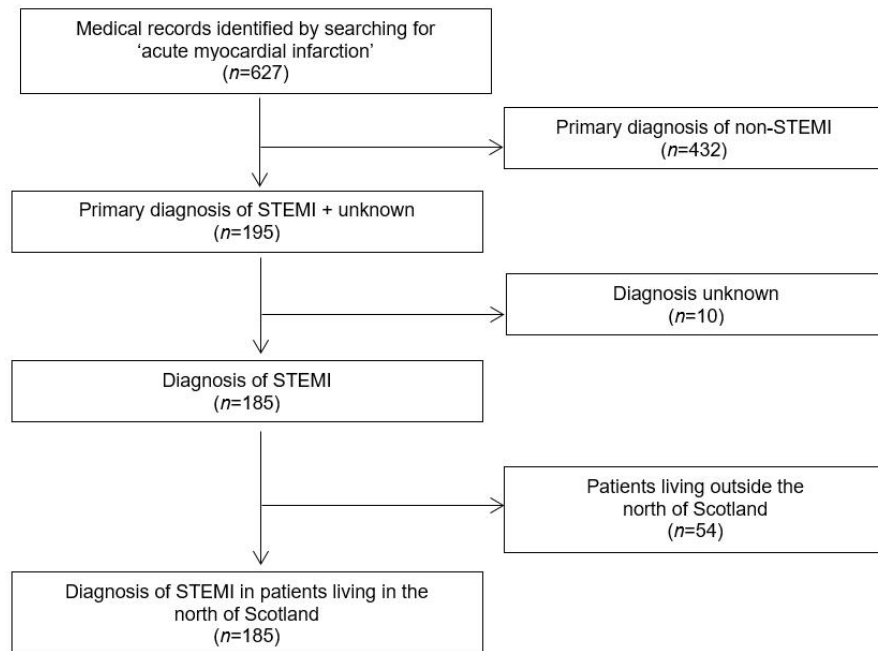 Medical records identified by searching for
‘acute myocardial infarction’
(n=627)
Primary diagnosis of non-STEMI
(n=432)
Primary diagnosis of STEMI + unknown
(n=195)
Diagnosis unknown
(n=10)
Diagnosis of STEMI
(n=185)
Patients living outside the
north of Scotland
(n=54)
Diagnosis of STEMI in patients living in the
north of Scotland
(n=185)